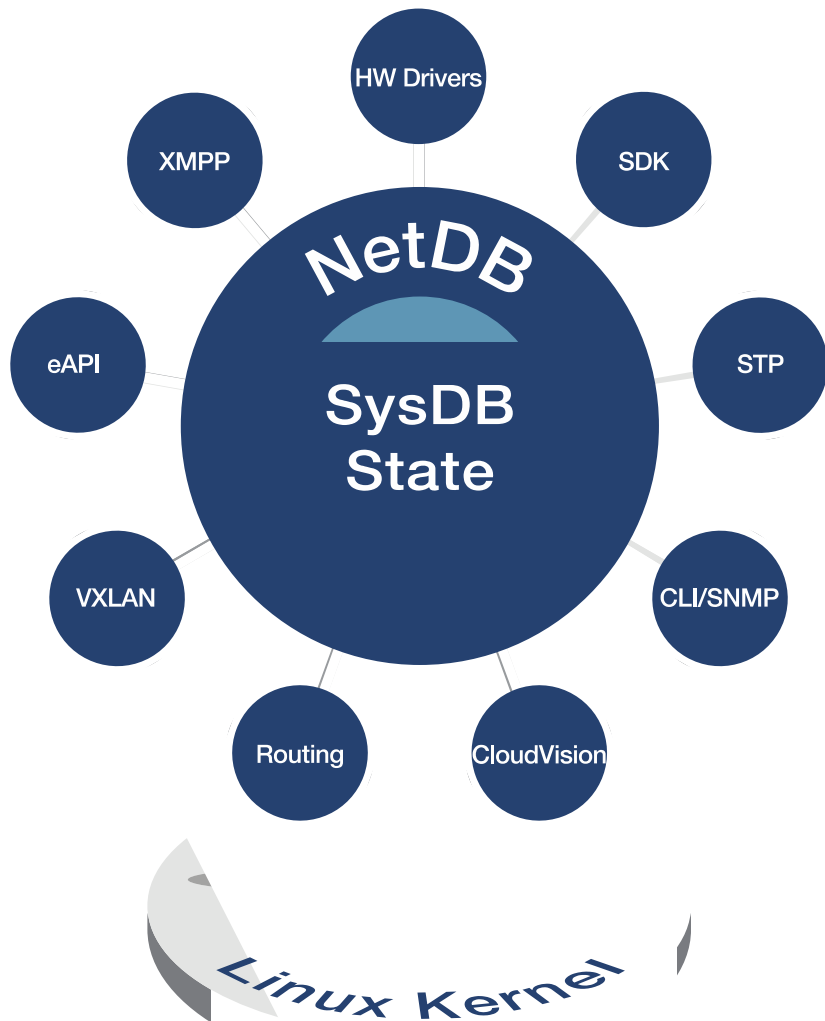 HW Drivers
XMPP
SDK
NetDB
eAPI
STP
SysDB
State
VXLAN
CLI/SNMP
Routing
CloudVision
Linux Kernel